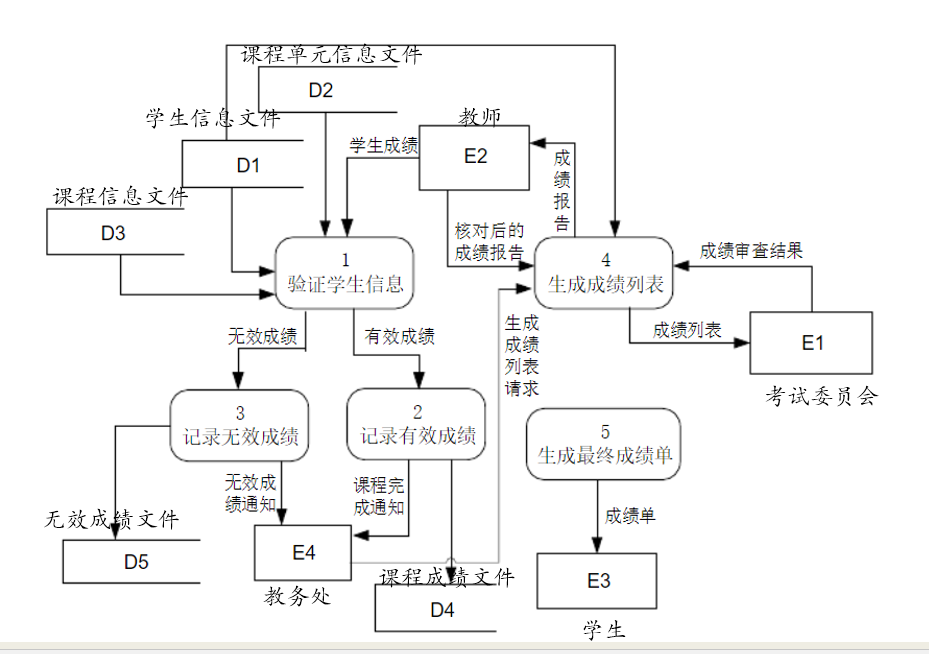 课程单元信息文件
D2
学生信息文件
D1
课程信息文件
D3
教师
E2
学生成绩
成
绩
报
告
核对后的
成绩报告
1
验证学生信息
4
生成成绩列表
成绩审查结果
成绩列表
E1
考试委员会
无效成绩
有效成绩
生成
成绩
列表
请求
3
记录无效成绩
2
记录有效成绩
5
生成最终成绩单
无效成
绩通知
课程完
成通知
成绩单
无效成绩文件
D5
E4
教务处
课程成绩文件
D4
E3
学生